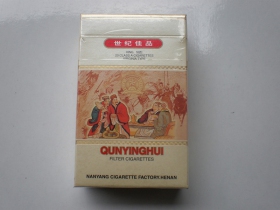 世纪佳品
QUNYINGHUI
FILTER CIGARETTES
NANYANG CIGARETTE FACTORY.HENAN